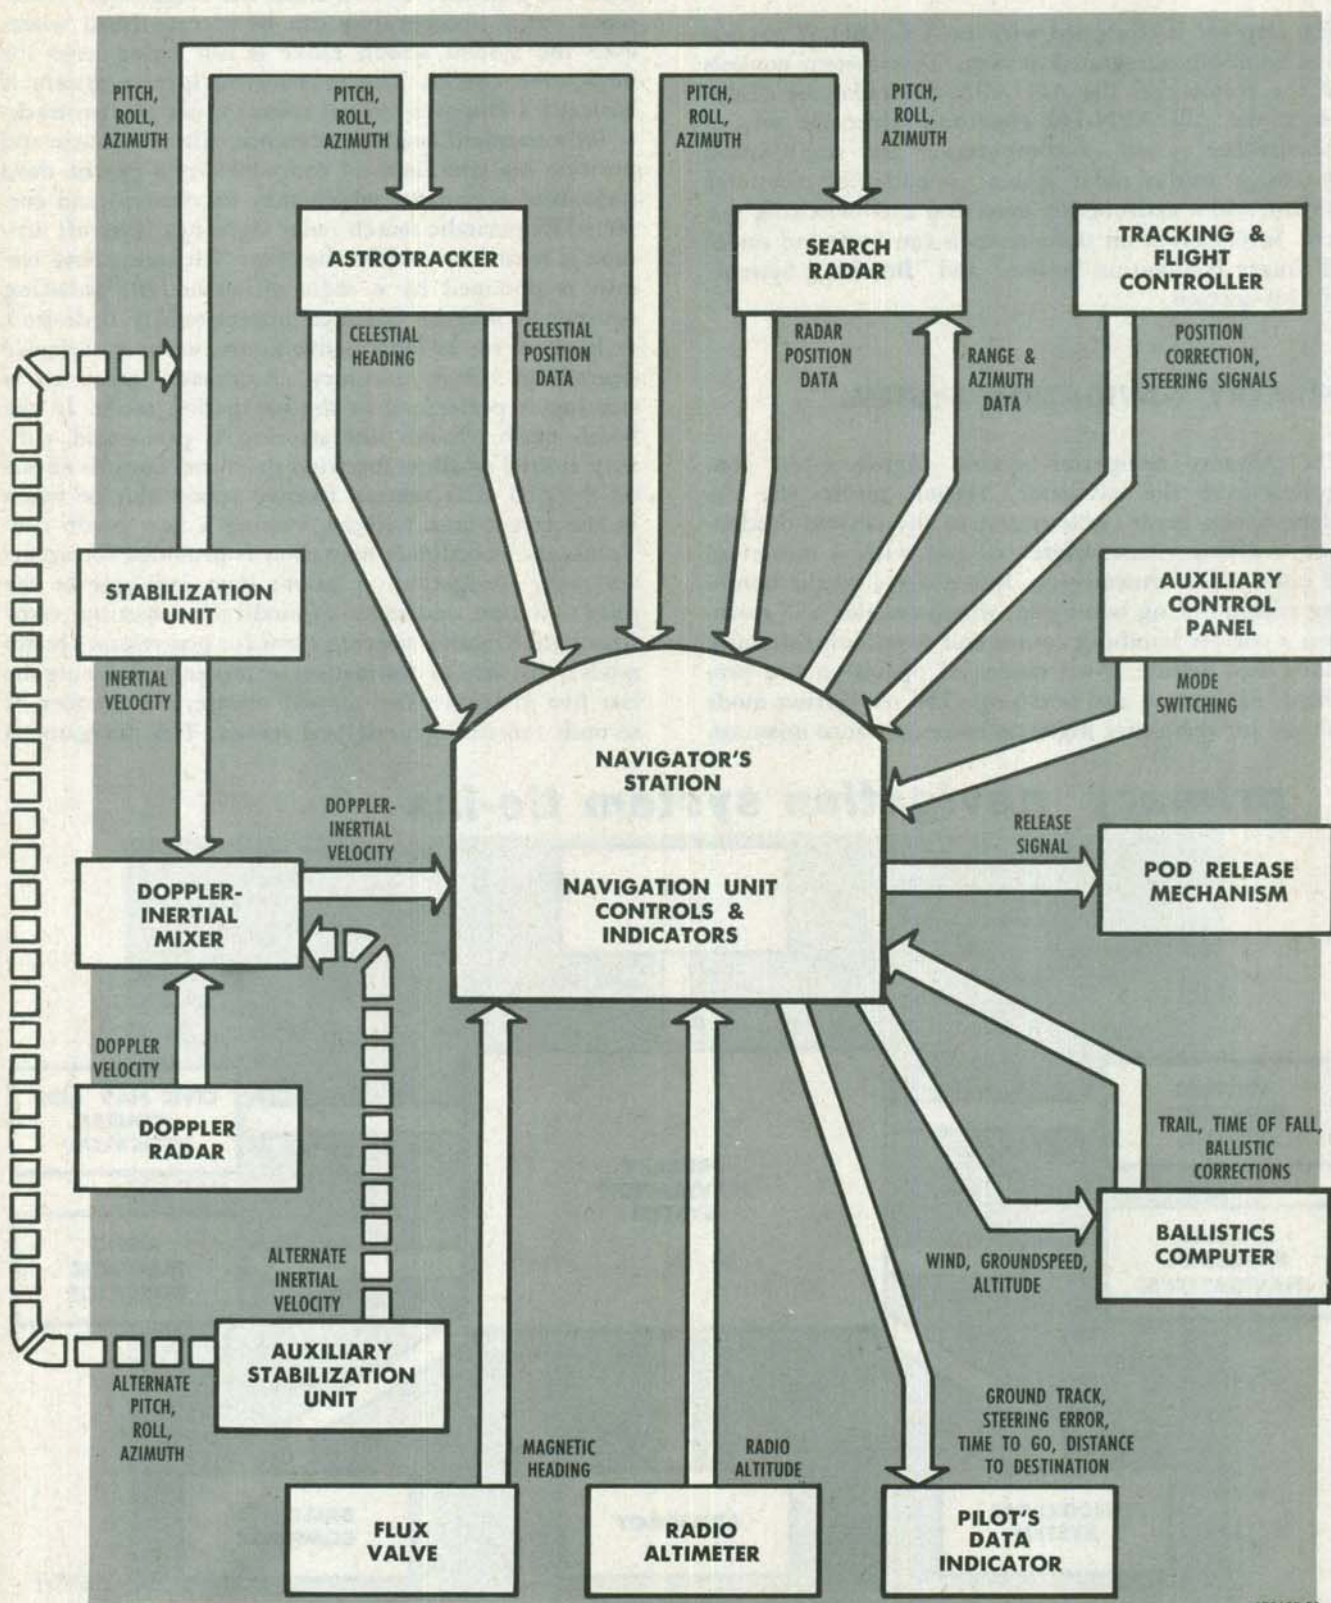 PITCH,
ROLL,
AZIMUTH
PITCH,
ROLL,
AZIMUTH
PITCH,
ROLL,
AZIMUTH
PITCH,
ROLL,
AZIMUTH
ASTROTRACKER
SEARCH
RADAR
TRACKING &
FLIGHT
CONTROLLER
CELESTIAL
HEADING
CELESTIAL
POSITION
DATA
RADAR
POSITION
DATA
RANGE &
AZIMUTH
DATA
POSITION
CORRECTION,
STEERING SIGNALS
STABILIZATION
UNIT
AUXILIARY
CONTROL
PANEL
INERTIAL
VELOCITY
MODE
SWITCHING
NAVIGATOR'S
STATION
DOPPLER-
INERTIAL
VELOCITY
RELEASE
SIGNAL
DOPPLER-
INERTIAL
MIXER
NAVIGATION UNIT
CONTROLS &
INDICATORS
POD RELEASE
MECHANISM
DOPPLER
VELOCITY
DOPPLER
RADAR
TRAIL, TIME OF FALL,
BALLISTIC
CORRECTIONS
ALTERNATE
INERTIAL
VELOCITY
WIND, GROUNDSPEED,
ALTITUDE
BALLISTICS
COMPUTER
AUXILIARY
STABILIZATION
UNIT
ALTERNATE
PITCH,
ROLL,
AZIMUTH
MAGNETIC
HEADING
RADIO
ALTITUDE
GROUND TRACK,
STEERING ERROR,
TIME TO GO, DISTANCE
TO DESTINATION
FLUX
VALVE
RADIO
ALTIMETER
PILOT'S
DATA
INDICATOR